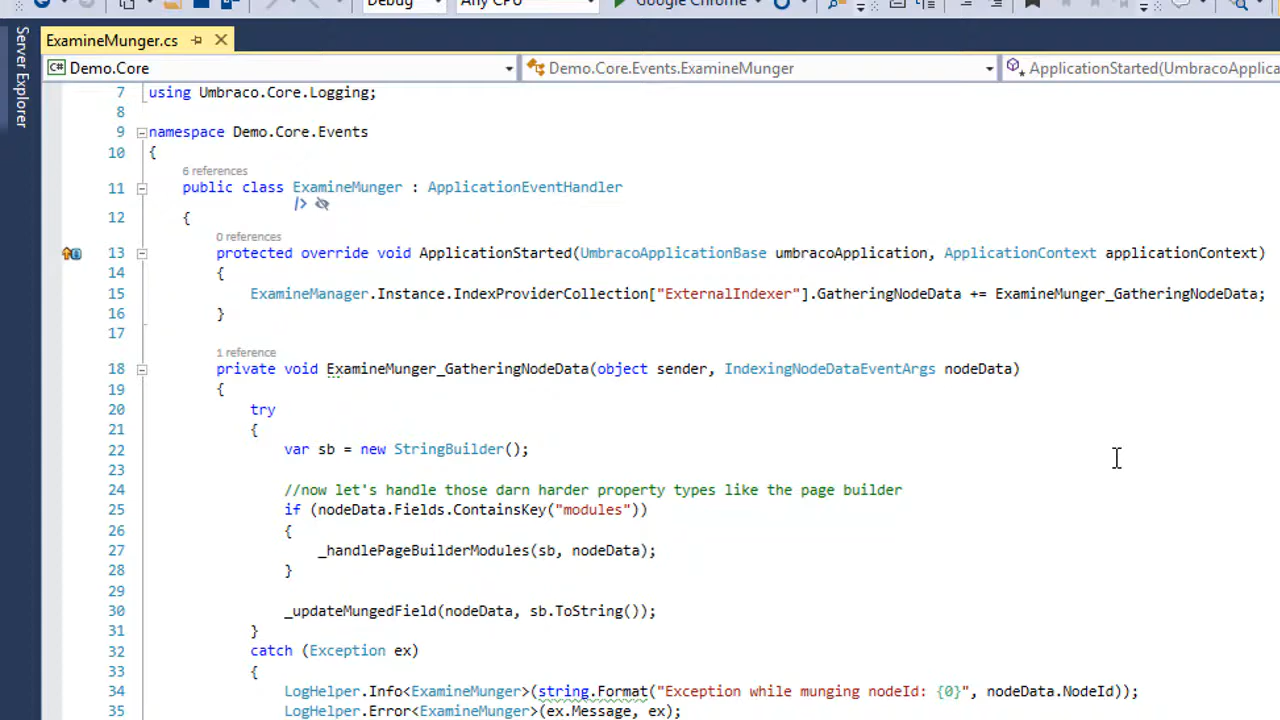 Debug Any CPU Google Chrome
Server Explorer
ExamineMunger.cs
C# Demo.Core Demo.Core.Events.ExamineMunger ApplicationStarted(UmbracoApplica
7 using Umbraco.Core.Logging;
8
9 namespace Demo.Core.Events
10 {
6 references
11 public class ExamineMunger : ApplicationEventHandler
12 {
0 references
13 protected override void ApplicationStarted(UmbracoApplicationBase umbracoApplication, ApplicationContext applicationContext)
14 {
15 ExamineManager.Instance.IndexProviderCollection["ExternalIndexer"].GatheringNodeData += ExamineMunger_GatheringNodeData;
16 }
17
1 reference
18 private void ExamineMunger_GatheringNodeData(object sender, IndexingNodeDataEventArgs nodeData)
19 {
20 try
21 {
22 var sb = new StringBuilder();
23
24 //now let's handle those darn harder property types like the page builder
25 if (nodeData.Fields.ContainsKey("modules"))
26 {
27 _handlePageBuilderModules(sb, nodeData);
28 }
29
30 _updateMungedField(nodeData, sb.ToString());
31 }
32 catch (Exception ex)
33 {
34 LogHelper.Info<ExamineMunger>(string.Format("Exception while munging nodeId: {0}", nodeData.NodeId));
35 LogHelper.Error<ExamineMunger>(ex.Message, ex);